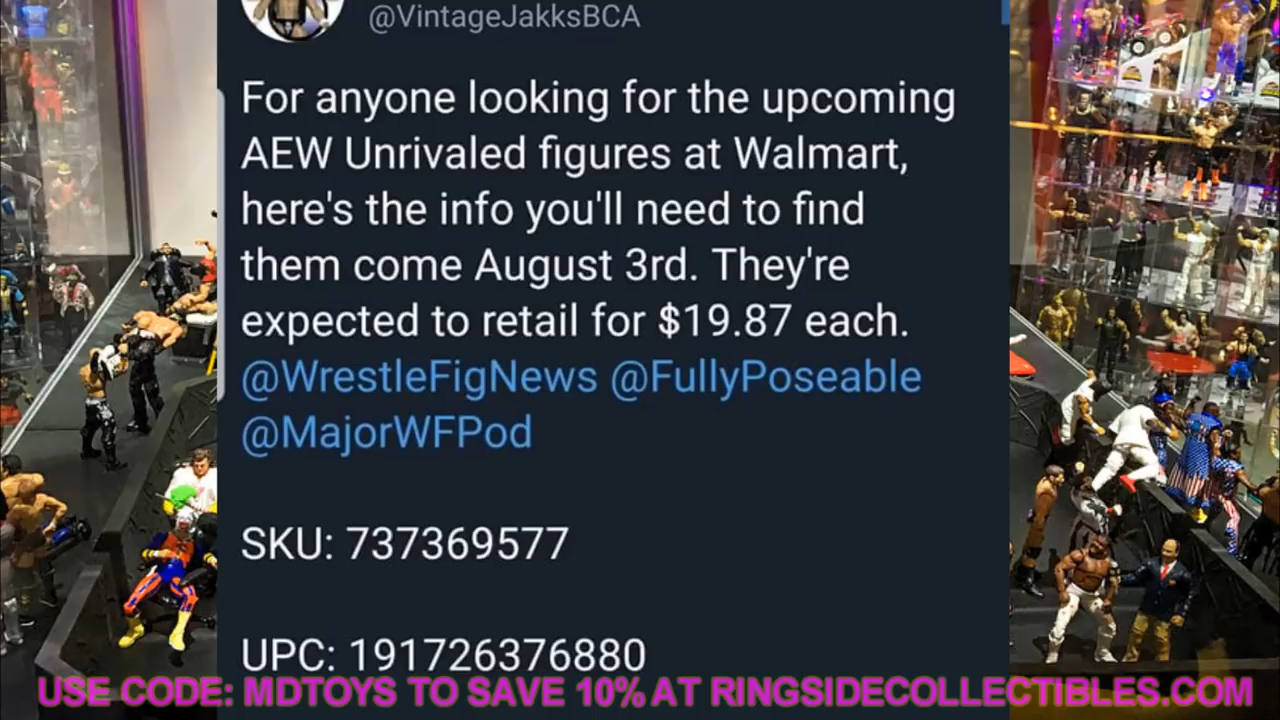 @VintageJakksBCA
For anyone looking for the upcoming
AEW Unrivaled figures at Walmart,
here's the info you'll need to find
them come August 3rd. They're
expected to retail for $19.87 each.
@WrestleFigNews @FullyPoseable
@MajorWFPod
SKU: 737369577
UPC: 191726376880
USE CODE: MDTOYS TO SAVE 10% AT RINGSIDECOLLECTIBLES.COM